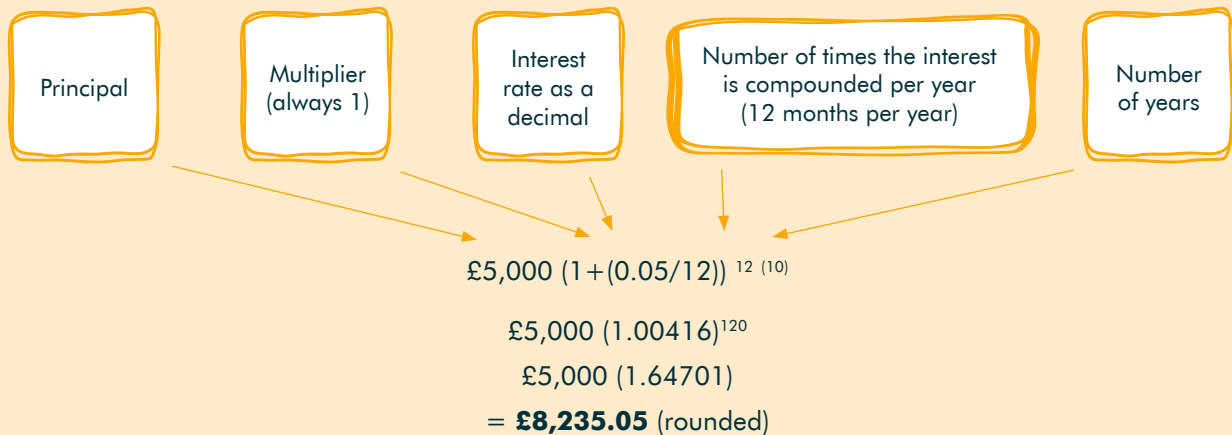 Principal
Multiplier
(always 1)
Interest
rate as a
decimal
Number of times the interest
is compounded per year
(12 months per year)
Number
of years
£5,000 (1+(0.05/12)) 12 (10)
£5,000 (1.00416)120
£5,000 (1.64701)
= £8,235.05 (rounded)